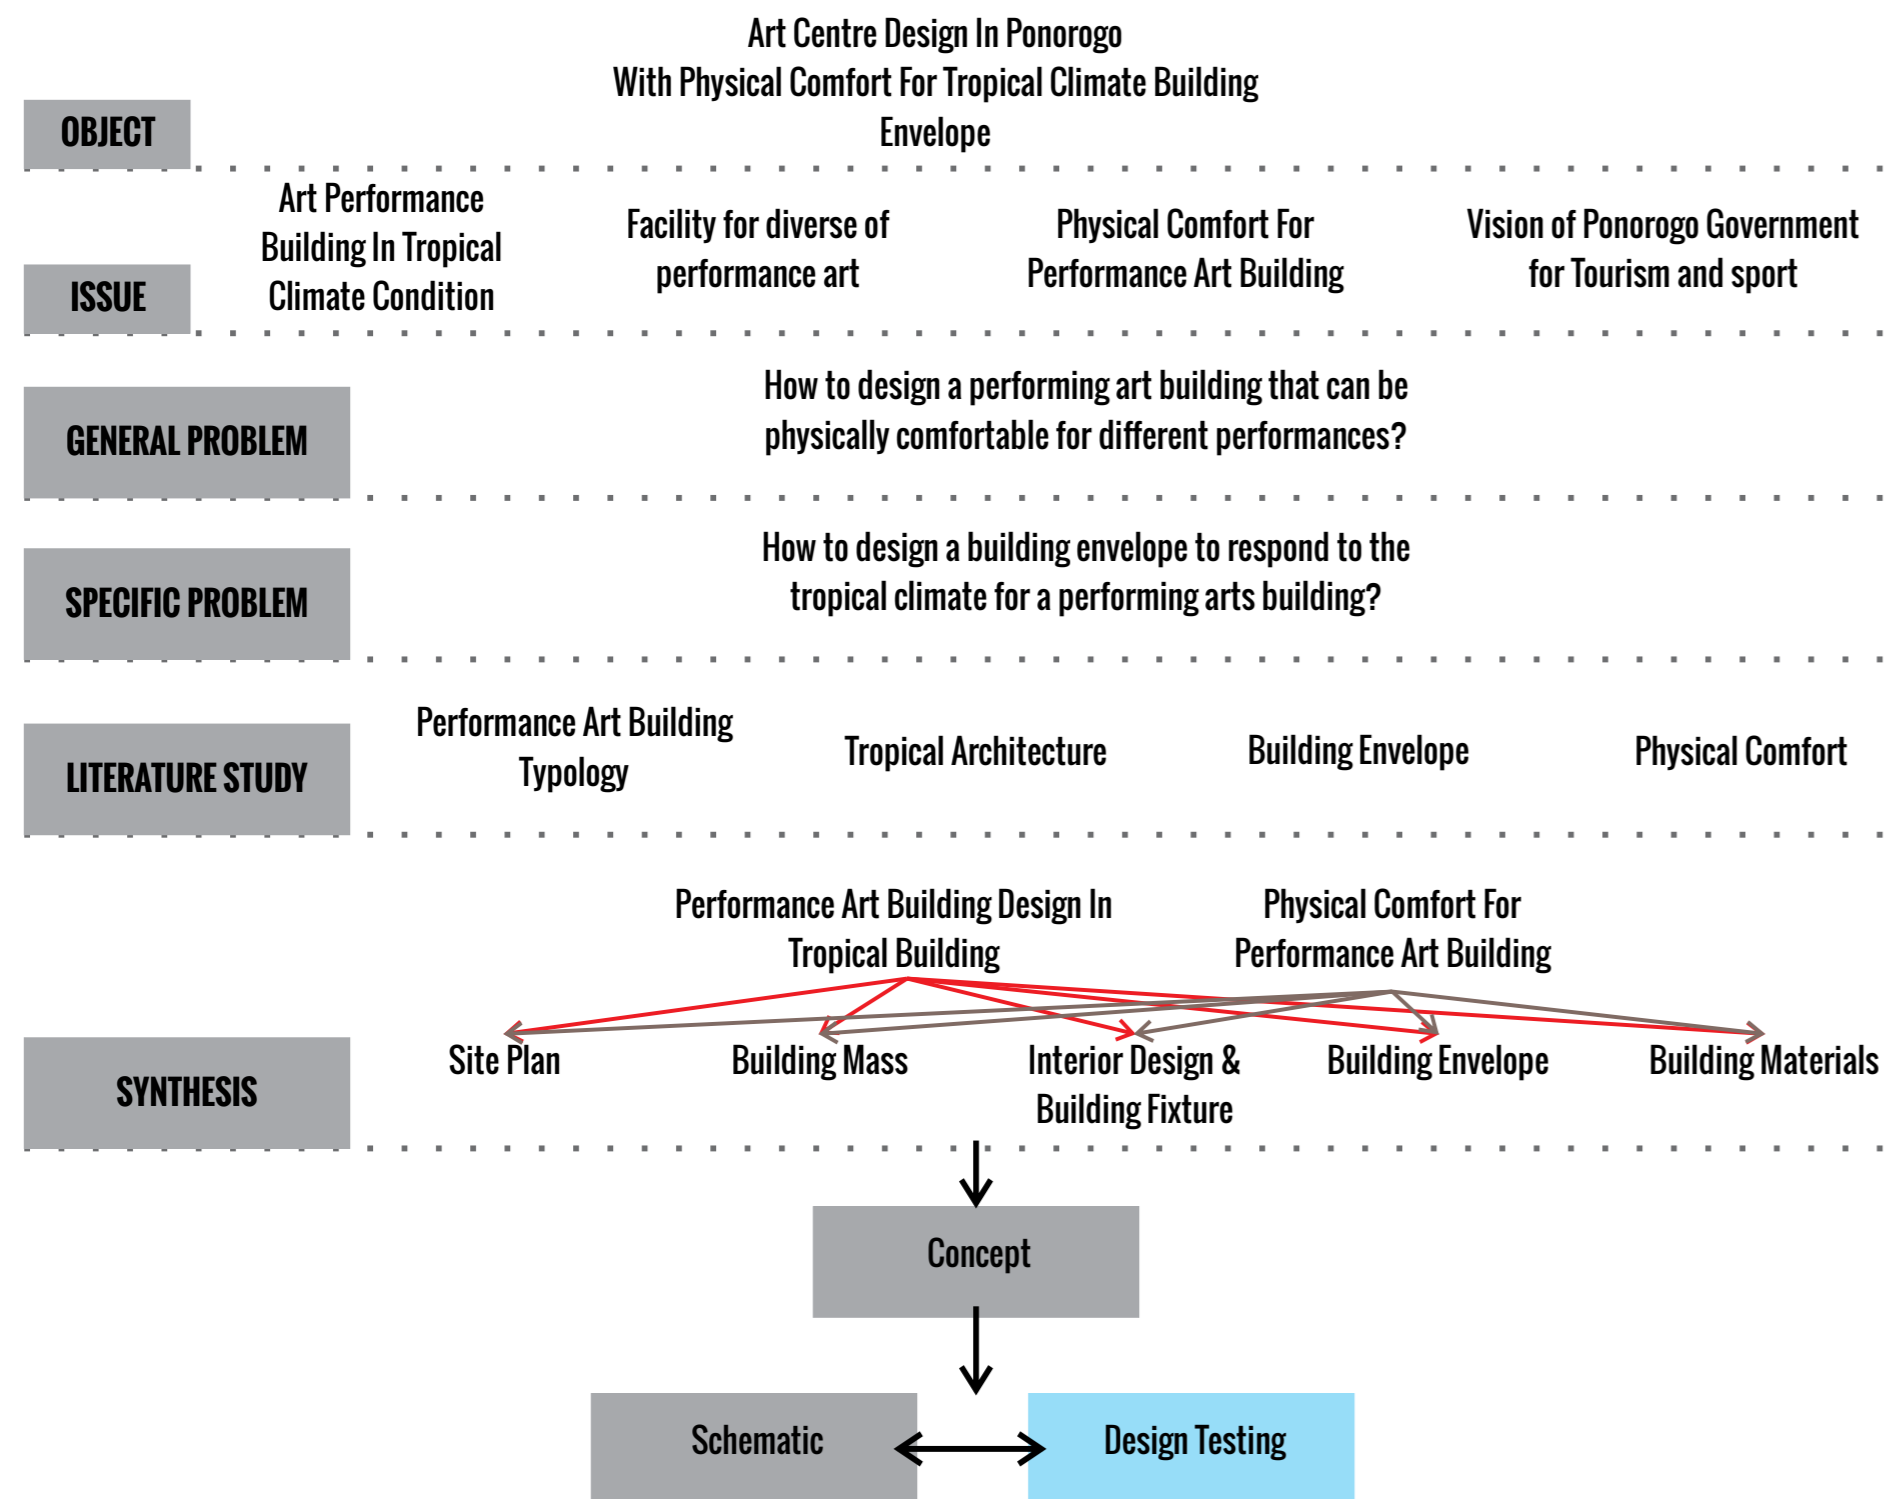 Art Centre Design In Ponorogo
With Physical Comfort For Tropical Climate Building
Envelope
OBJECT
Art Performance
Building In Tropical
Climate Condition
Facility for diverse of
performance art
Physical Comfort For
Performance Art Building
Vision of Ponorogo Government
for Tourism and sport
ISSUE
How to design a performing art building that can be
physically comfortable for different performances?
GENERAL PROBLEM
How to design a building envelope to respond to the
tropical climate for a performing arts building?
SPECIFIC PROBLEM
Performance Art Building
Typology
Tropical Architecture
Building Envelope
Physical Comfort
LITERATURE STUDY
Performance Art Building Design In
Tropical Building
Physical Comfort For
Performance Art Building
Site Plan
Building Mass
Interior Design &
Building Fixture
Building Envelope
Building Materials
SYNTHESIS
Concept
Schematic
Design Testing